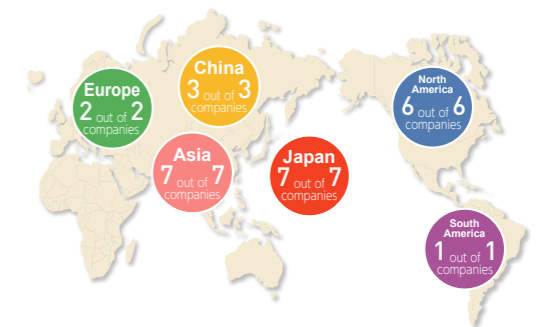 Europe
2 out of 2
companies
China
3 out of 3
companies
Asia
7 out of 7
companies
Japan
7 out of 7
companies
North
America
6 out of 6
companies
South
America
1 out of 1
companies